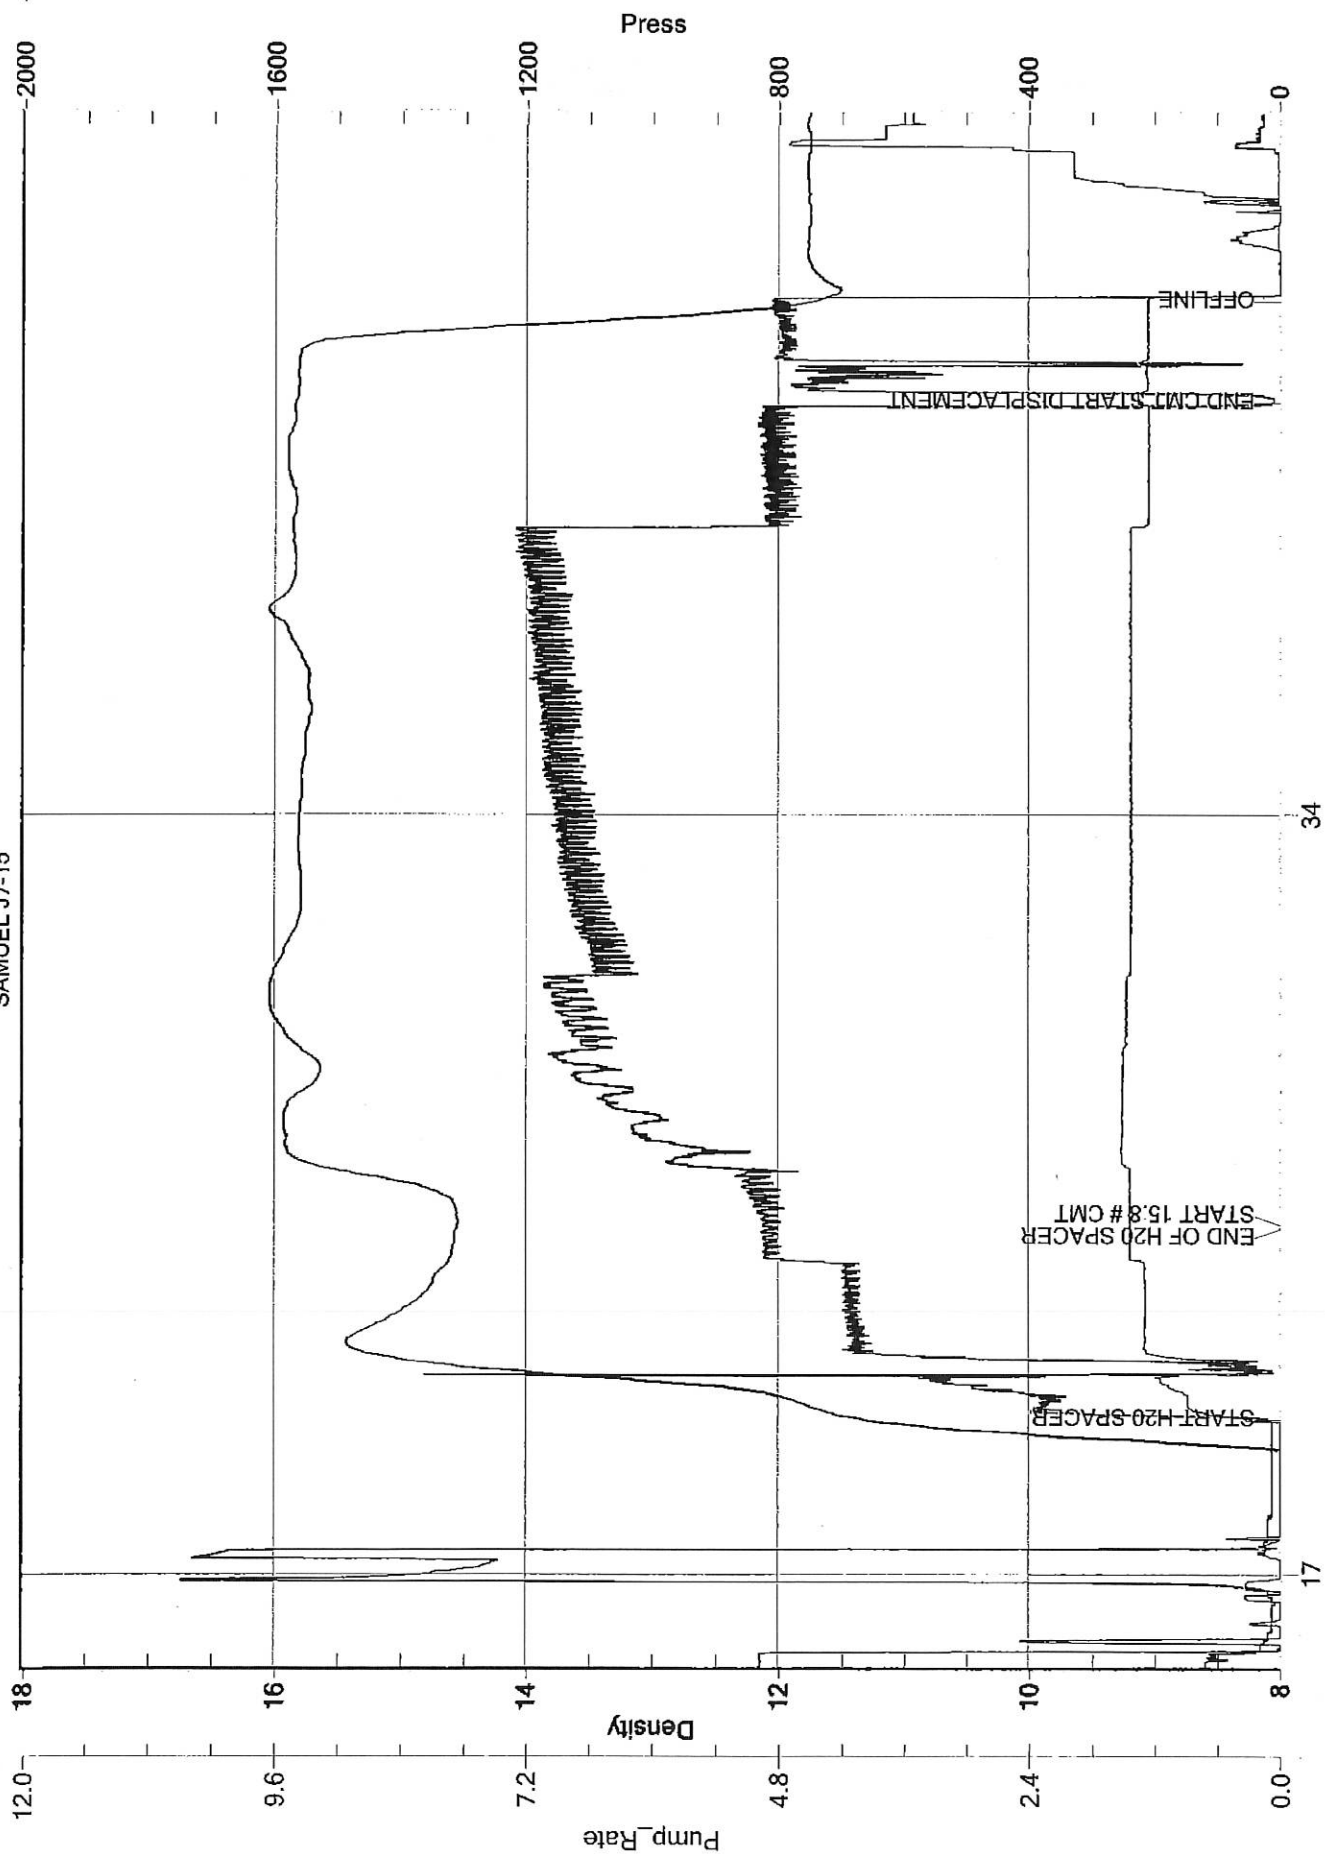 SAMUEL J7-15
Press
2000
1600
1200
800
400
0
OFFLINE
END CMT START DISPLACEMENT
34
START 15.8 # CMT
END OF H20 SPACER
START H20 SPACER
17
18
16
14
12
10
8
Density
12.0
9.6
7.2
4.8
2.4
0.0
Pump_Rate